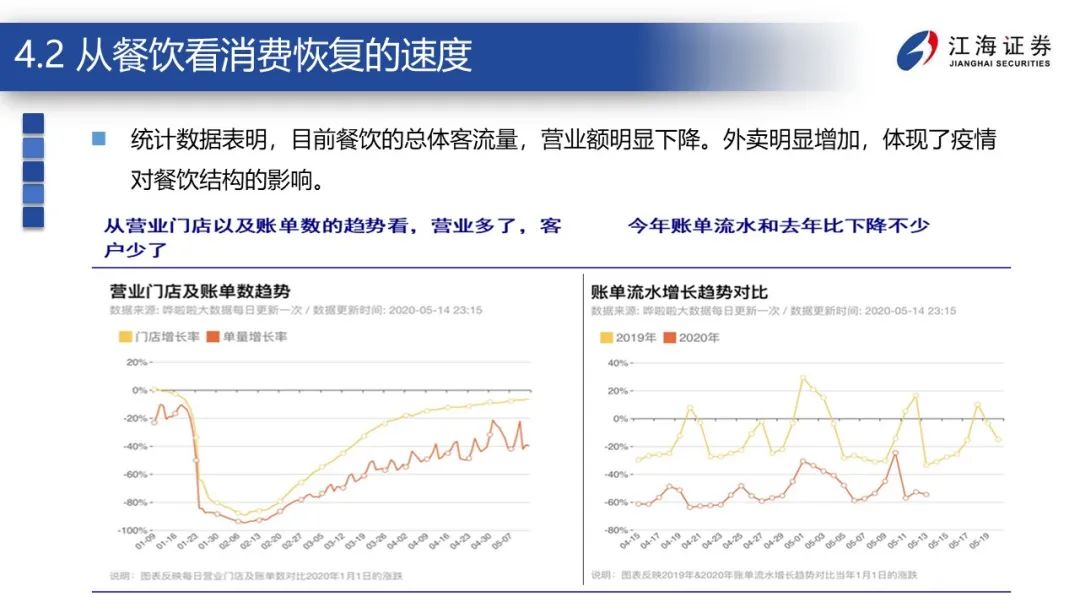 4.2 从餐饮看消费恢复的速度
江海证券
JIANGHAI SECURITIES
统计数据表明，目前餐饮的总体客流量，营业额明显下降。外卖明显增加，体现了疫情
对餐饮结构的影响。
从营业门店以及账单数的趋势看，营业多了，客
户少了
今年账单流水和去年比下降不少
营业门店及账单数趋势
数据来源: 哗啦啦大数据每日更新一次 / 数据更新时间: 2020-05-14 23:15
门店增长率 单量增长率
20%
0%
-20%
-40%
-60%
-80%
-100%
01-09 01-16 01-23 01-30 02-06 02-13 02-20 02-27 03-05 03-12 03-19 03-26 04-02 04-09 04-16 04-23 04-30 05-07
说明: 图表反映每日营业门店及账单数对比2020年1月1日的涨跌
账单流水增长趋势对比
数据来源: 哗啦啦大数据每日更新一次 / 数据更新时间: 2020-05-14 23:15
2019年 2020年
40%
20%
0%
-20%
-40%
-60%
-80%
04-15 04-17 04-19 04-21 04-23 04-25 04-27 04-29 05-01 05-03 05-05 05-07 05-09 05-11 05-13 05-15 05-17 05-19
说明: 图表反映2019年&2020年账单流水增长趋势对比当年1月1日的涨跌